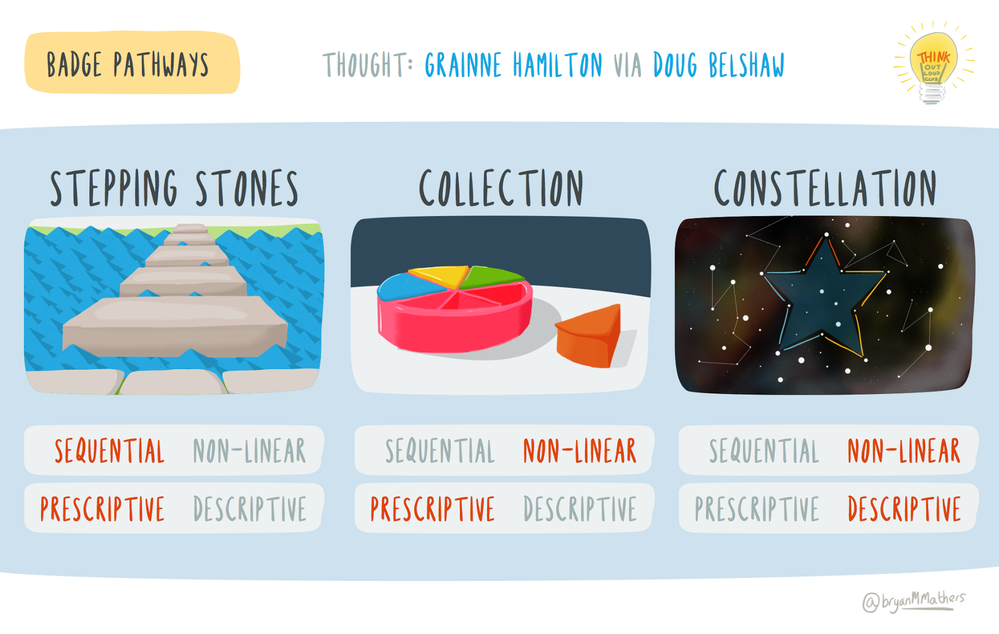 BADGE PATHWAYS
THOUGHT: GRAINNE HAMILTON VIA DOUG BELSHAW
THINK
OUT
LOUD
CLUB
STEPPING STONES
COLLECTION
CONSTELLATION
SEQUENTIAL NON-LINEAR
PRESCRIPTIVE DESCRIPTIVE
SEQUENTIAL NON-LINEAR
PRESCRIPTIVE DESCRIPTIVE
SEQUENTIAL NON-LINEAR
PRESCRIPTIVE DESCRIPTIVE
@bryanMMathers